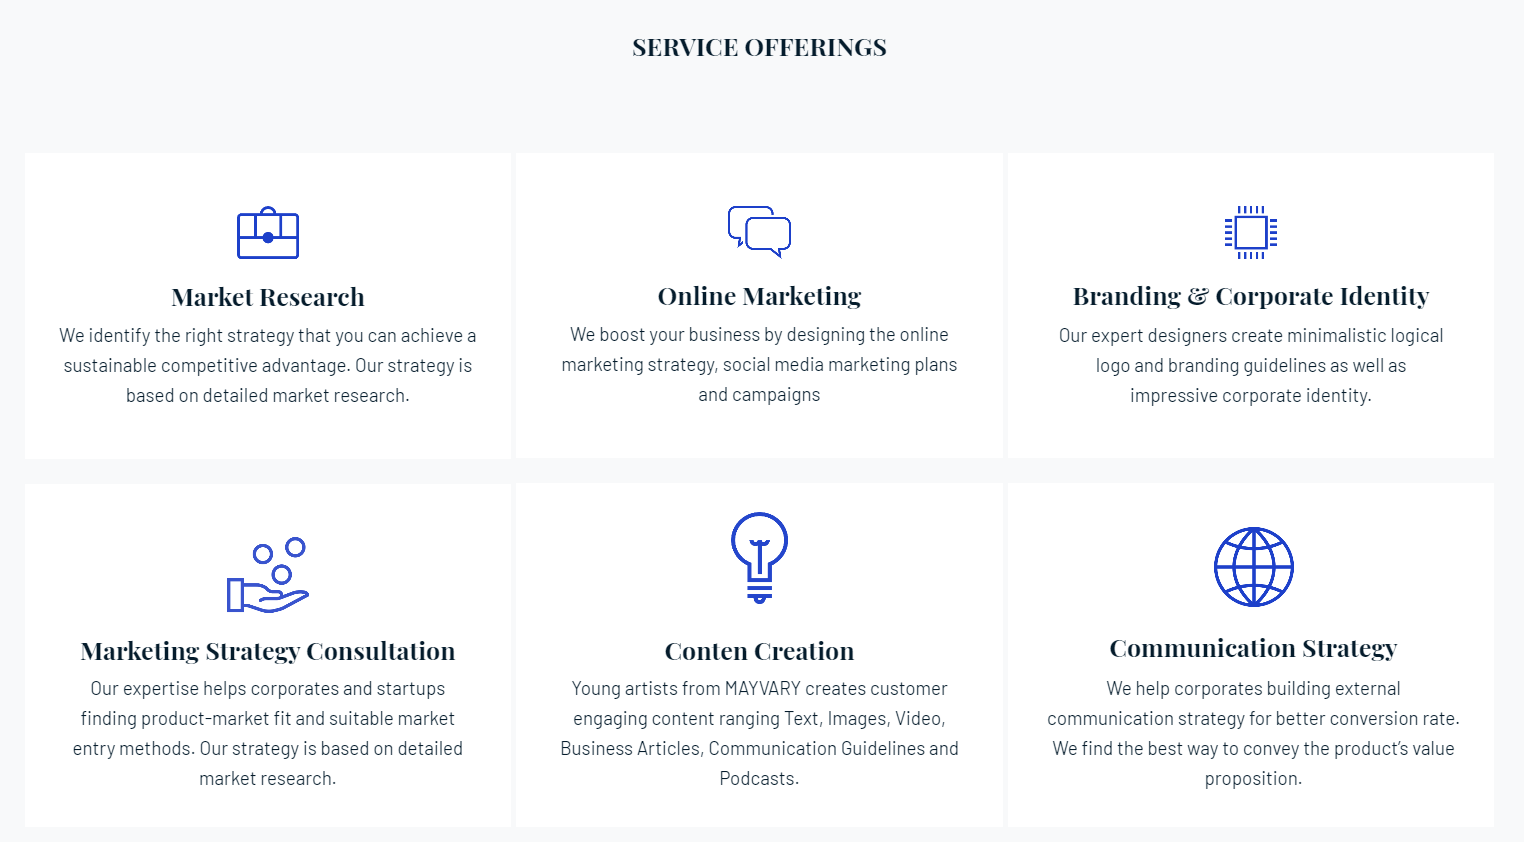 SERVICE OFFERINGS
Market Research
We identify the right strategy that you can achieve a
sustainable competitive advantage. Our strategy is
based on detailed market research.
Online Marketing
We boost your business by designing the online
marketing strategy, social media marketing plans
and campaigns
Branding & Corporate Identity
Our expert designers create minimalistic logical
logo and branding guidelines as well as
impressive corporate identity.
Marketing Strategy Consultation
Our expertise helps corporates and startups
finding product-market fit and suitable market
entry methods. Our strategy is based on detailed
market research.
Conten Creation
Young artists from MAYVARY creates customer
engaging content ranging Text, Images, Video,
Business Articles, Communication Guidelines and
Podcasts.
Communication Strategy
We help corporates building external
communication strategy for better conversion rate.
We find the best way to convey the product’s value
proposition.